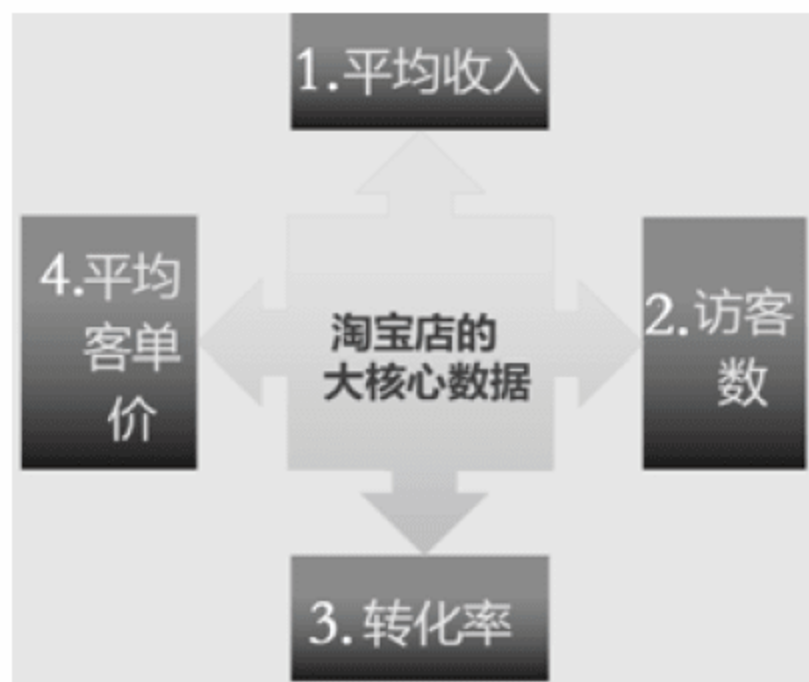 1.平均收入
4.平均
客单
价
淘宝店的
大核心数据
2.访客
数
3.转化率